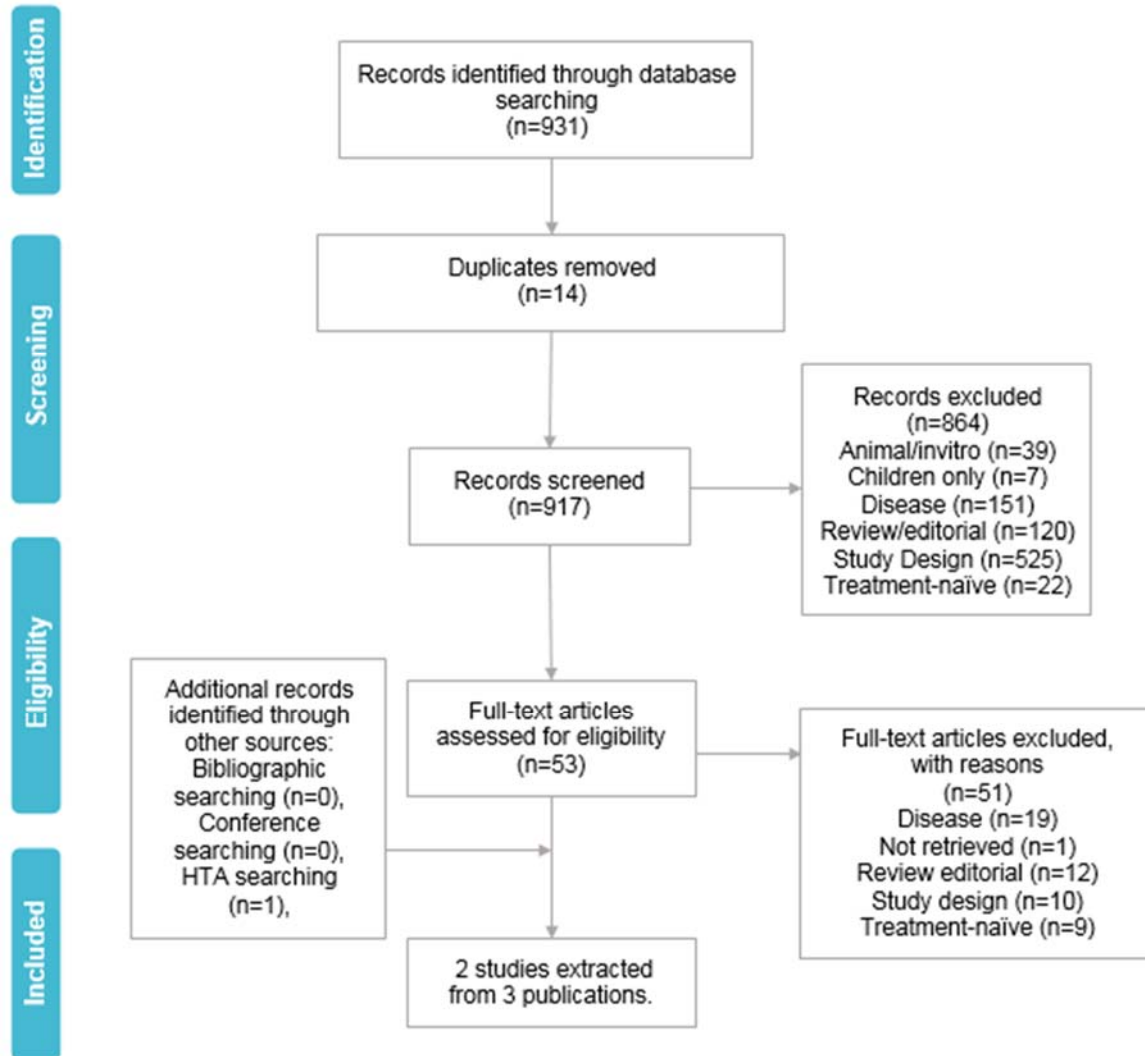 Identification
Records identified through database
searching
(n=931)
Screening
Duplicates removed
(n=14)
Records screened
(n=917)
Records excluded
(n=864)
Animal/invitro (n=39)
Children only (n=7)
Disease (n=151)
Review/editorial (n=120)
Study Design (n=525)
Treatment-naïve (n=22)
Eligibility
Additional records
identified through
other sources:
Bibliographic
searching (n=0),
Conference
searching (n=0),
HTA searching
(n=1),
Full-text articles
assessed for eligibility
(n=53)
Full-text articles excluded,
with reasons
(n=51)
Disease (n=19)
Not retrieved (n=1)
Review editorial (n=12)
Study design (n=10)
Treatment-naïve (n=9)
Included
2 studies extracted
from 3 publications.